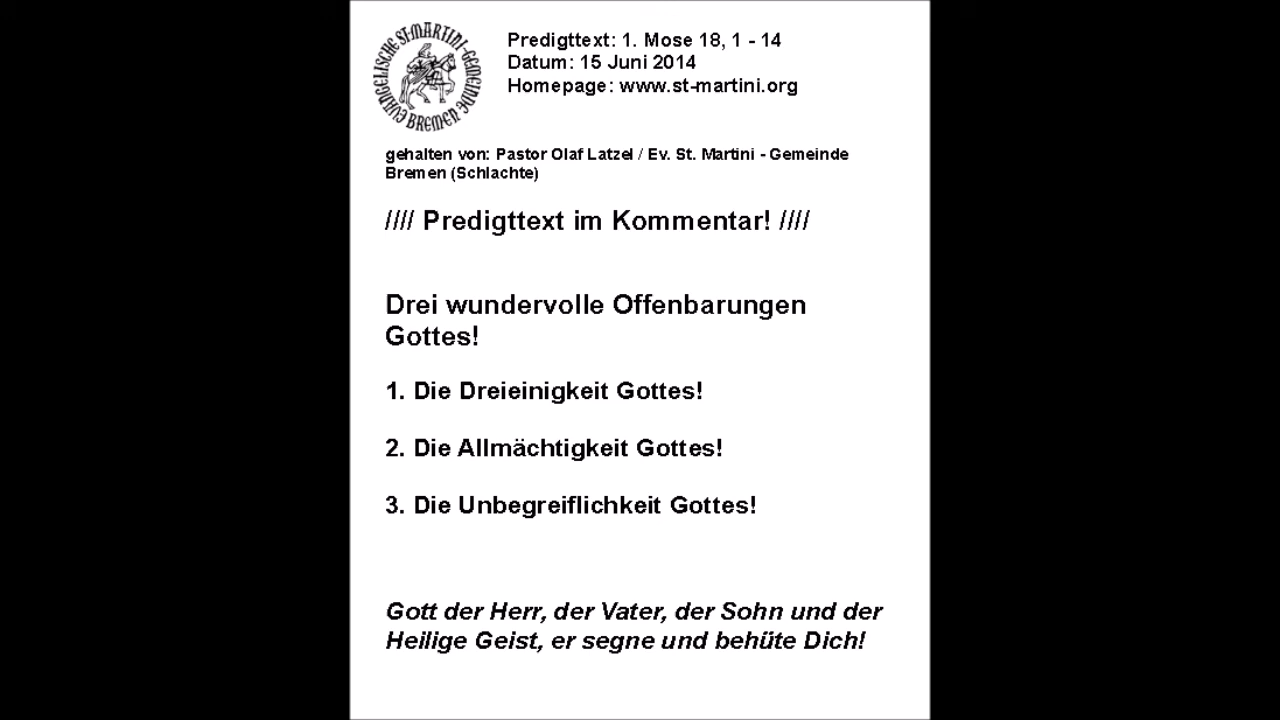 EVANGELISCHE ST-MARTINI-GEMEINDE BREMEN
Predigttext: 1. Mose 18, 1 - 14
Datum: 15 Juni 2014
Homepage: www.st-martini.org
gehalten von: Pastor Olaf Latzel / Ev. St. Martini - Gemeinde
Bremen (Schlachte)
//// Predigttext im Kommentar! ////
Drei wundervolle Offenbarungen
Gottes!
1. Die Dreieinigkeit Gottes!
2. Die Allmächtigkeit Gottes!
3. Die Unbegreiflichkeit Gottes!
Gott der Herr, der Vater, der Sohn und der
Heilige Geist, er segne und behüte Dich!